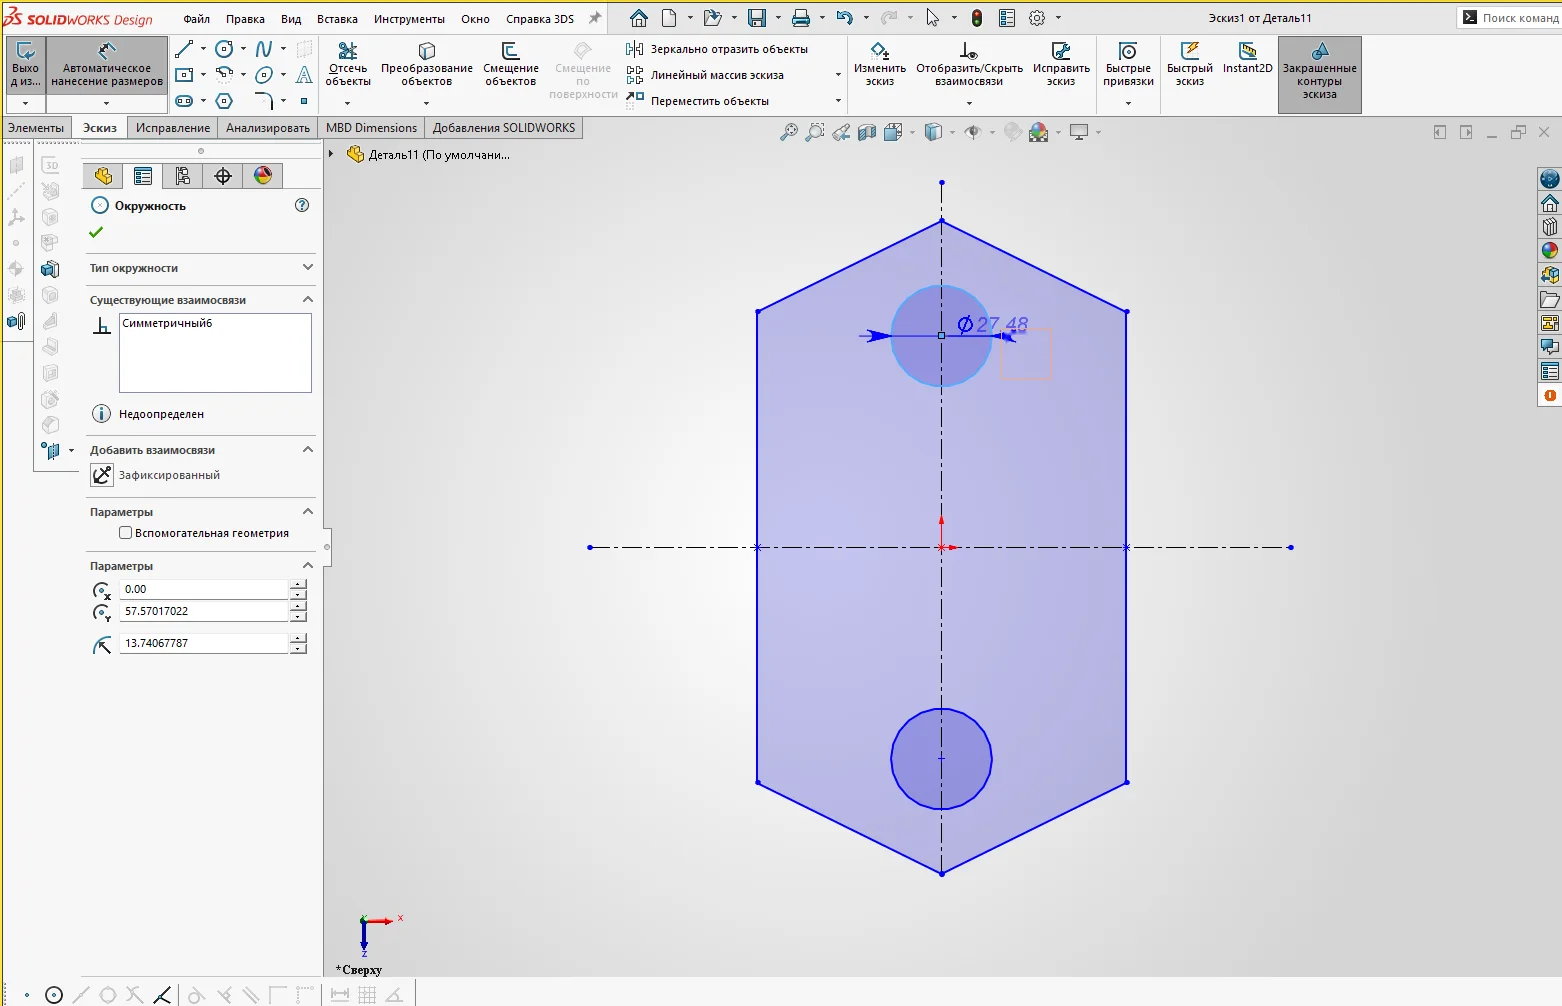 SOLIDWORKS Design
Файл Правка Вид Вставка Инструменты Окно Справка 3DS
Эскиз1 от Деталь11
Поиск команд
Выхо
д из...
Автоматическое
нанесение размеров
Отсечь
объекты
Преобразование
объектов
Смещение
объектов
Смещение
по
поверхности
Зеркально отразить объекты
Линейный массив эскиза
Переместить объекты
Изменить
эскиз
Отобразить/Скрыть
взаимосвязи
Исправить
эскиз
Быстрые
привязки
Быстрый
эскиз
Instant2D
Закрашенные
контуры
эскиза
Элементы Эскиз Исправление Анализировать MBD Dimensions Добавления SOLIDWORKS
Деталь11 (По умолчани...
Окружность
Тип окружности
Существующие взаимосвязи
Симметричный6
Недоопределен
Добавить взаимосвязи
Зафиксированный
Параметры
Вспомогательная геометрия
Параметры
0.00
57.57017022
13.74067787
Ø27,48
X
Z
*Сверху